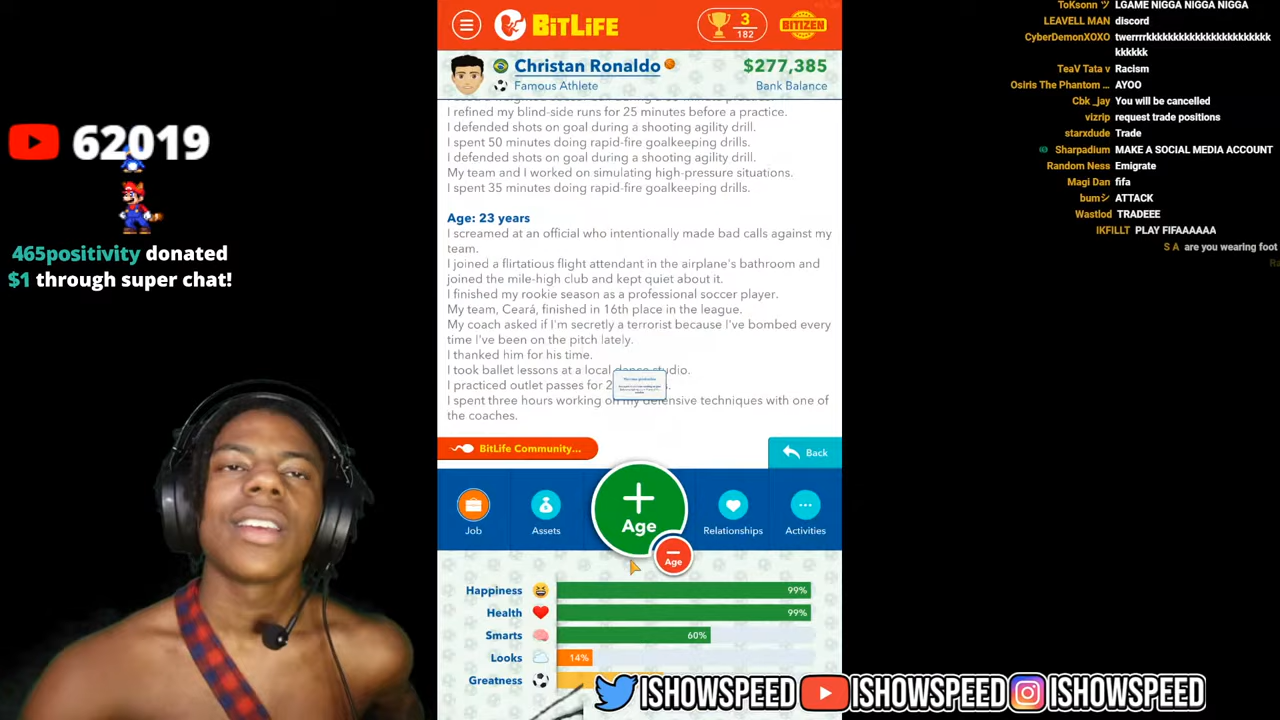 BITLIFE
3
182
BITIZEN
Christan Ronaldo
$277,385
Famous Athlete
Bank Balance
I refined my blind-side runs for 25 minutes before a practice.
I defended shots on goal during a shooting agility drill.
I spent 50 minutes doing rapid-fire goalkeeping drills.
I defended shots on goal during a shooting agility drill.
My team and I worked on simulating high-pressure situations.
I spent 35 minutes doing rapid-fire goalkeeping drills.
Age: 23 years
I screamed at an official who intentionally made bad calls against my
team.
I joined a flirtatious flight attendant in the airplane's bathroom and
joined the mile-high club and kept quiet about it.
I finished my rookie season as a professional soccer player.
My team, Ceará, finished in 16th place in the league.
My coach asked if I'm secretly a terrorist because I've bombed every
time I've been on the pitch lately.
I thanked him for his time.
I took ballet lessons at a local dance studio.
I practiced outlet passes for 2
I spent three hours working on my defensive techniques with one of
the coaches.
BitLife Community...
Back
Job
Assets
+
Age
Age
Relationships
Activities
Happiness
99%
Health
99%
Smarts
60%
Looks
14%
Greatness
62019
465positivity donated
$1 through super chat!
ToKsonn ツ LGAME NIGGA NIGGA NIGGA
LEAVELL MAN discord
CyberDemonXOXO twerrrrkkkkkkkkkkkkkkkkkkkkkkk
kkkkkk
TeaV Tata v Racism
Osiris The Phantom ... AYOO
Cbk _jay You will be cancelled
vizrip request trade positions
starxdude Trade
Sharpadium MAKE A SOCIAL MEDIA ACCOUNT
Random Ness Emigrate
Magi Dan fifa
bumシ ATTACK
Wastlod TRADEEE
IKFILLT PLAY FIFAAAAAA
S A are you wearing foot
ISHOWSPEED ISHOWSPEED ISHOWSPEED